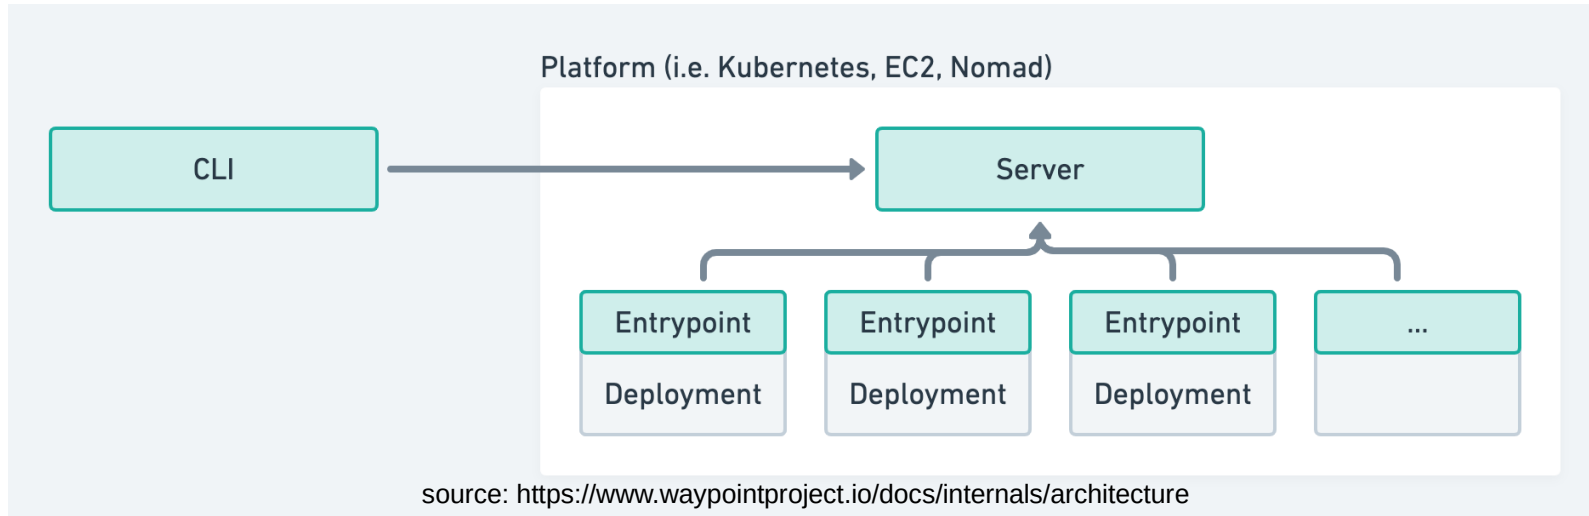 Platform (i.e. Kubernetes, EC2, Nomad)
CLI
Server
Entrypoint
Entrypoint
Entrypoint
...
Deployment
Deployment
Deployment
source: https://www.waypointproject.io/docs/internals/architecture